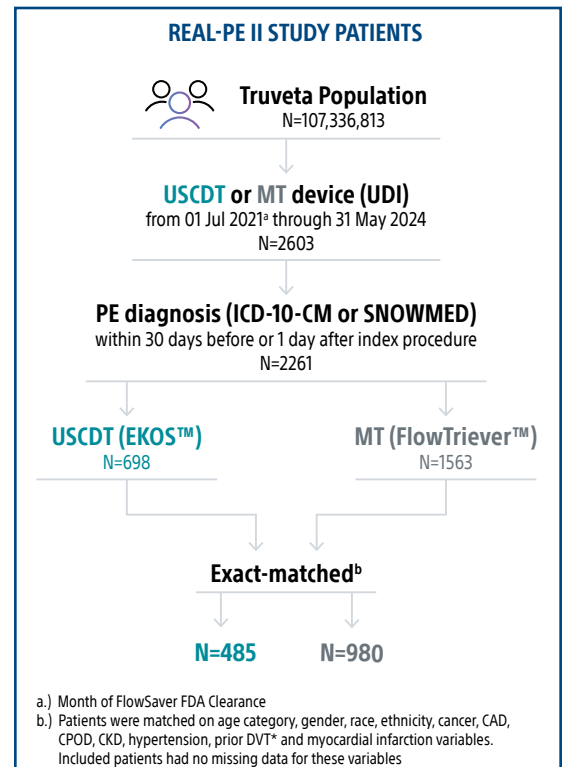 REAL-PE II STUDY PATIENTS
Truveta Population
N=107,336,813
USCDT or MT device (UDI)
from 01 Jul 2021a through 31 May 2024
N=2603
PE diagnosis (ICD-10-CM or SNOWMED)
within 30 days before or 1 day after index procedure
N=2261
USCDT (EKOS™)
N=698
MT (FlowTriever™)
N=1563
Exact-matchedb
N=485
N=980
a.) Month of FlowSaver FDA Clearance
b.) Patients were matched on age category, gender, race, ethnicity, cancer, CAD,
CPOD, CKD, hypertension, prior DVT* and myocardial infarction variables.
Included patients had no missing data for these variables